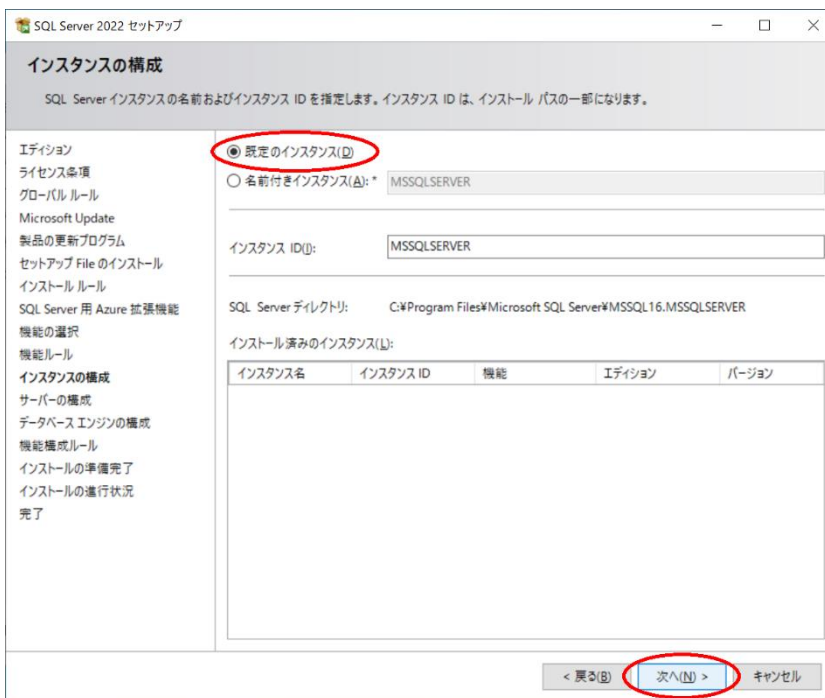 SQL Server 2022 セットアップ
インスタンスの構成
SQL Server インスタンスの名前およびインスタンス ID を指定します。インスタンス ID は、インストール パスの一部になります。
エディション
ライセンス条項
グローバル ルール
Microsoft Update
製品の更新プログラム
セットアップ File のインストール
インストール ルール
SQL Server 用 Azure 拡張機能
機能の選択
機能ルール
インスタンスの構成
サーバーの構成
データベース エンジンの構成
機能構成ルール
インストールの準備完了
インストールの進行状況
完了
既定のインスタンス(D)
名前付きインスタンス(A): * MSSQLSERVER
インスタンス ID(I): MSSQLSERVER
SQL Server ディレクトリ: C:¥Program Files¥Microsoft SQL Server¥MSSQL16.MSSQLSERVER
インストール済みのインスタンス(L):
インスタンス名 インスタンス ID 機能 エディション バージョン
< 戻る(B) 次へ(N) > キャンセル